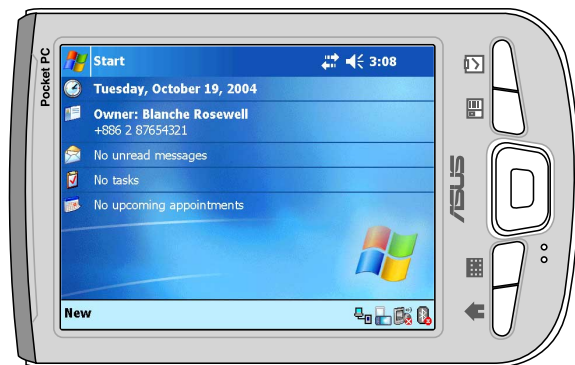 Pocket PC
Start 3:08
Tuesday, October 19, 2004
Owner: Blanche Rosewell
+886 2 87654321
No unread messages
No tasks
No upcoming appointments
New
ASUS